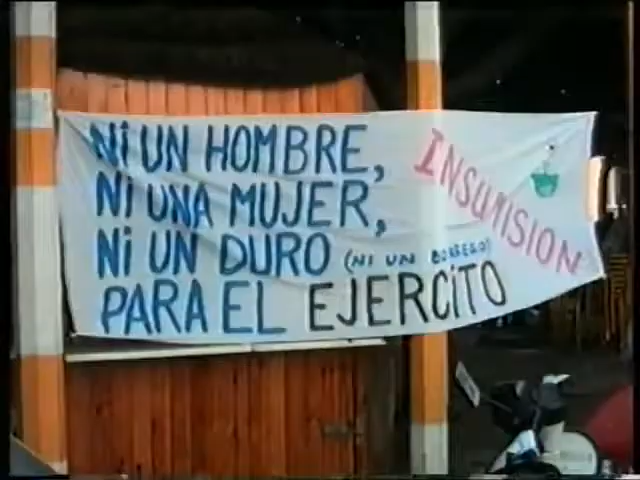 Ni UN HOMBRE,
Ni UNA MUJER,
Ni UN DURO (Ni UN BORREGO)
PARA EL EJERCiTO
INSUMISION